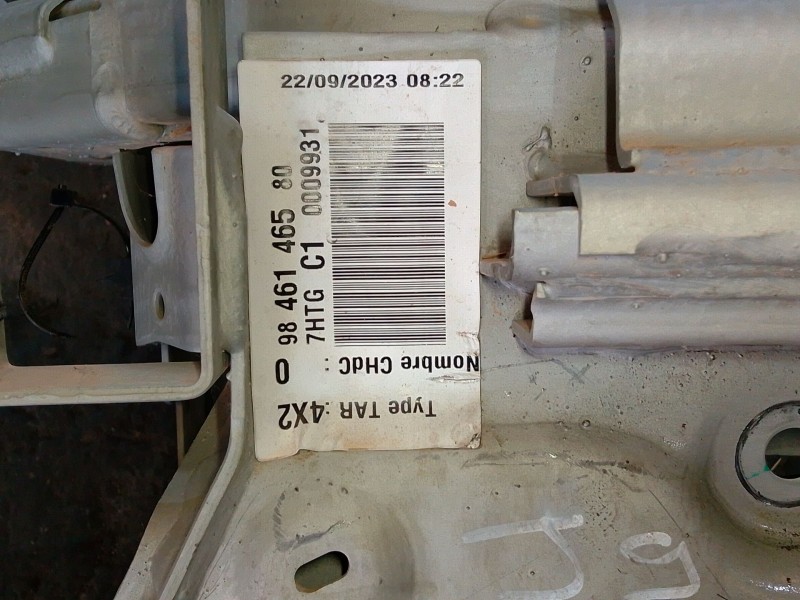 22/09/2023 08:22
98 461 465 80
7HTG C1 0009931
Nombre CHdC : 0
Type TAR : 4X2